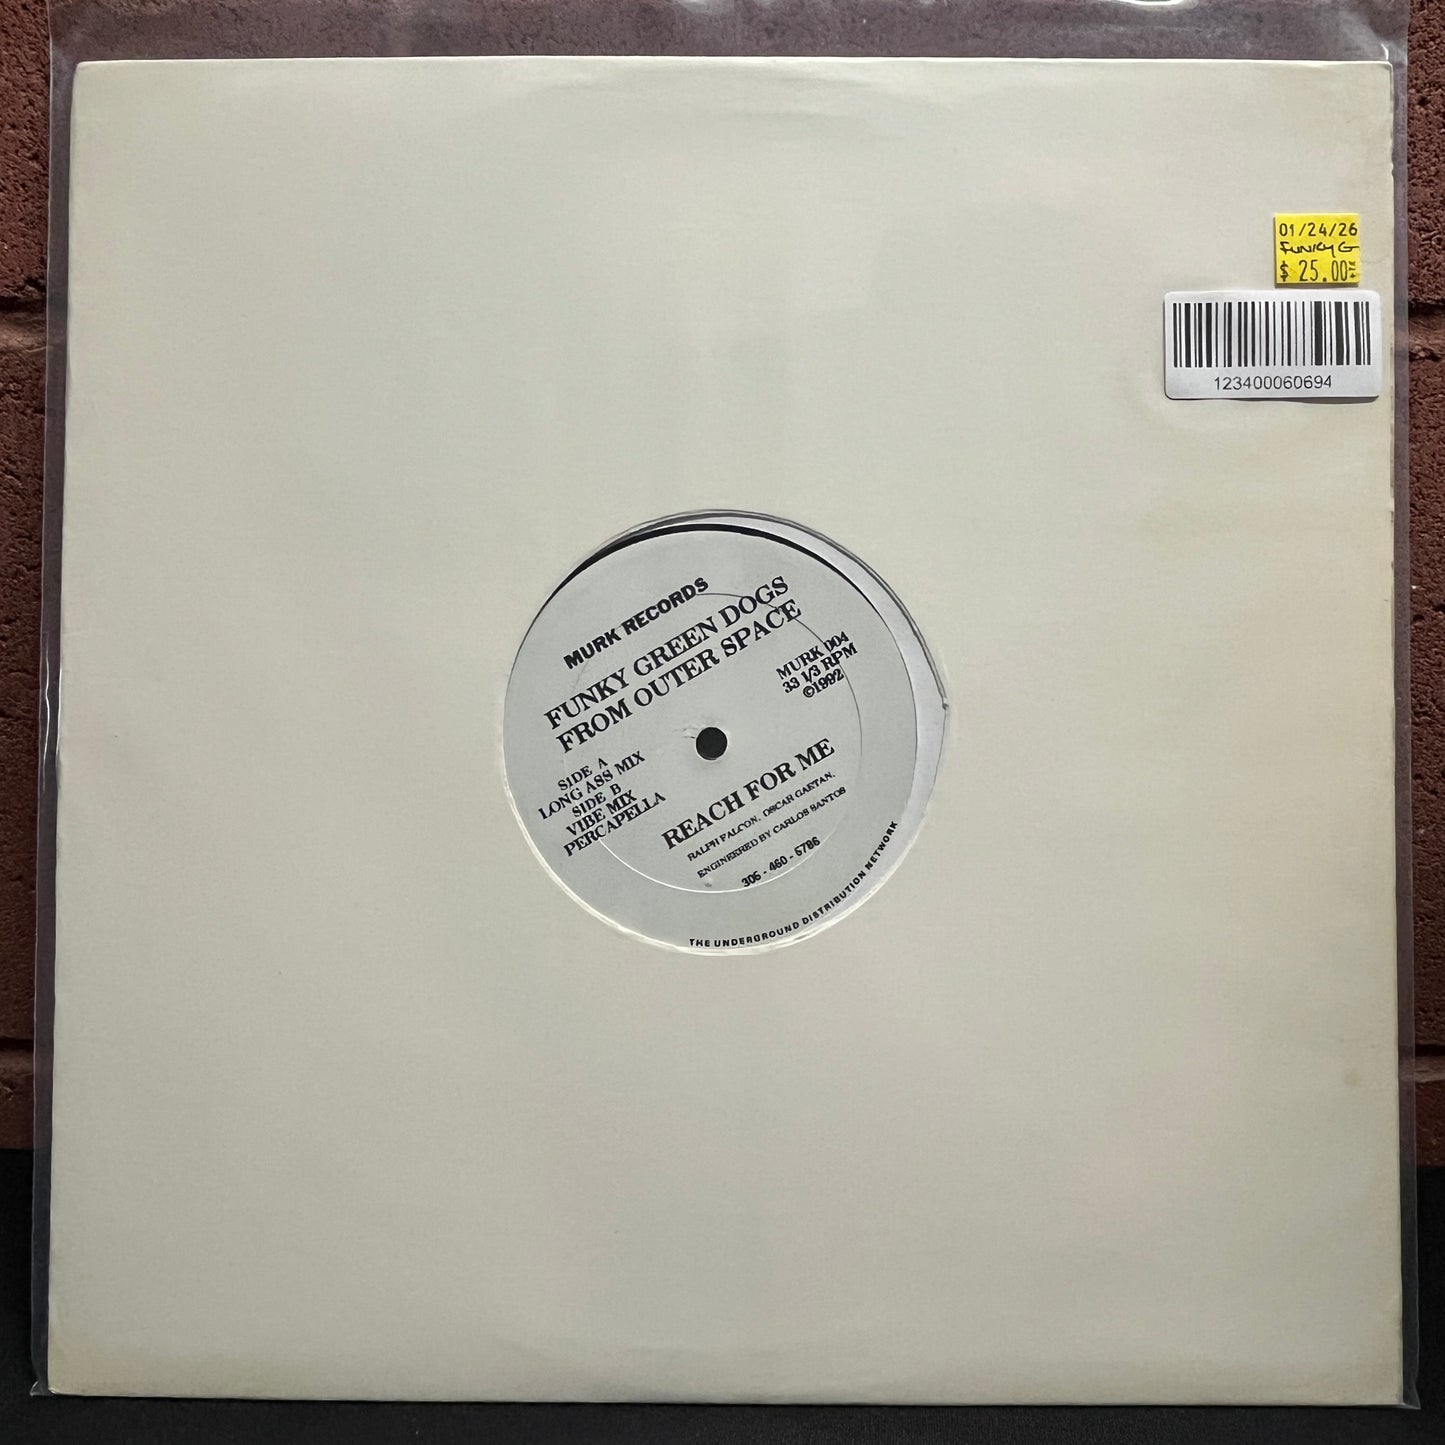 01/24/26
FUNKY G
$ 25.00
123400060694
MURK RECORDS
FUNKY GREEN DOGS
FROM OUTER SPACE
MURK 004
33 1/3 RPM
©1992
SIDE A
LONG ASS MIX
SIDE B
VIBE MIX
PERCAPELLA
REACH FOR ME
RALPH FALCON, OSCAR GAETAN,
ENGINEERED BY CARLOS SANTOS
305 - 460 - 5786
THE UNDERGROUND DISTRIBUTION NETWORK